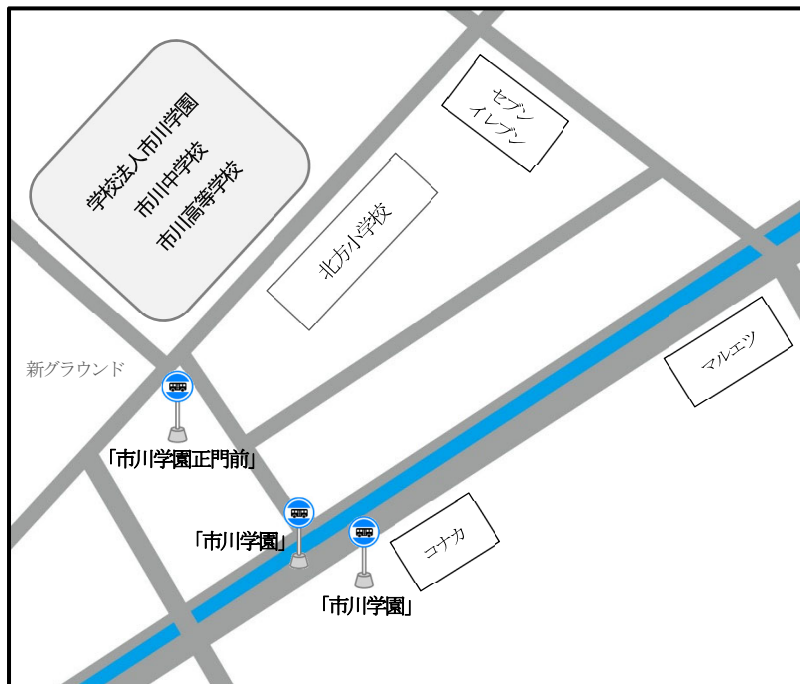 学校法人市川学園
市川中学校
市川高等学校
セブン
イレブン
北方小学校
マルエツ
新グラウンド
「市川学園正門前」
「市川学園」
コナカ
「市川学園」